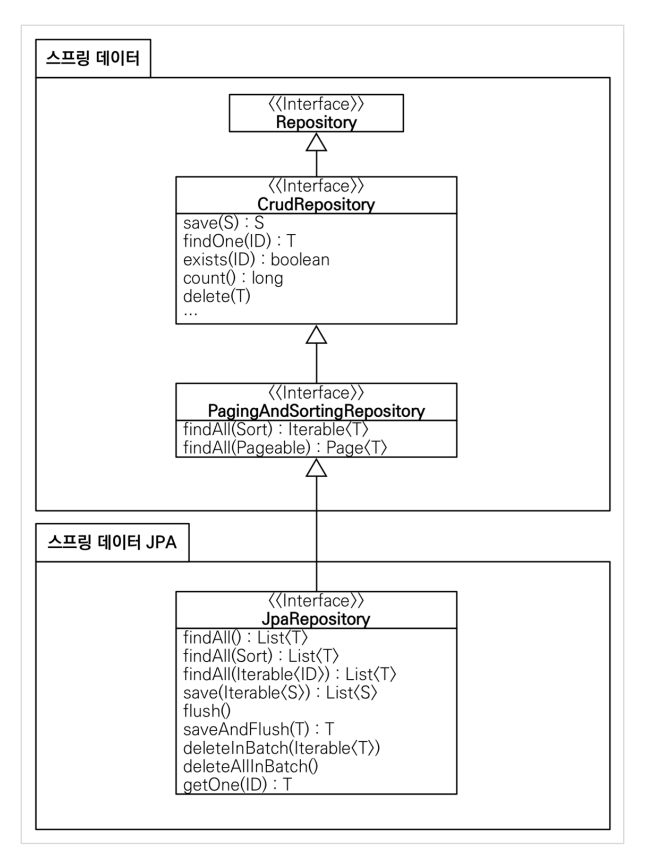 스프링 데이터
〈〈Interface〉〉
Repository
〈〈Interface〉〉
CrudRepository
save(S) : S
findOne(ID) : T
exists(ID) : boolean
count() : long
delete(T)
…
〈〈Interface〉〉
PagingAndSortingRepository
findAll(Sort) : Iterable〈T〉
findAll(Pageable) : Page〈T〉
스프링 데이터 JPA
〈〈Interface〉〉
JpaRepository
findAll() : List〈T〉
findAll(Sort) : List〈T〉
findAll(Iterable〈ID〉) : List〈T〉
save(Iterable〈S〉) : List〈S〉
flush()
saveAndFlush(T) : T
deleteInBatch(Iterable〈T〉)
deleteAllInBatch()
getOne(ID) : T